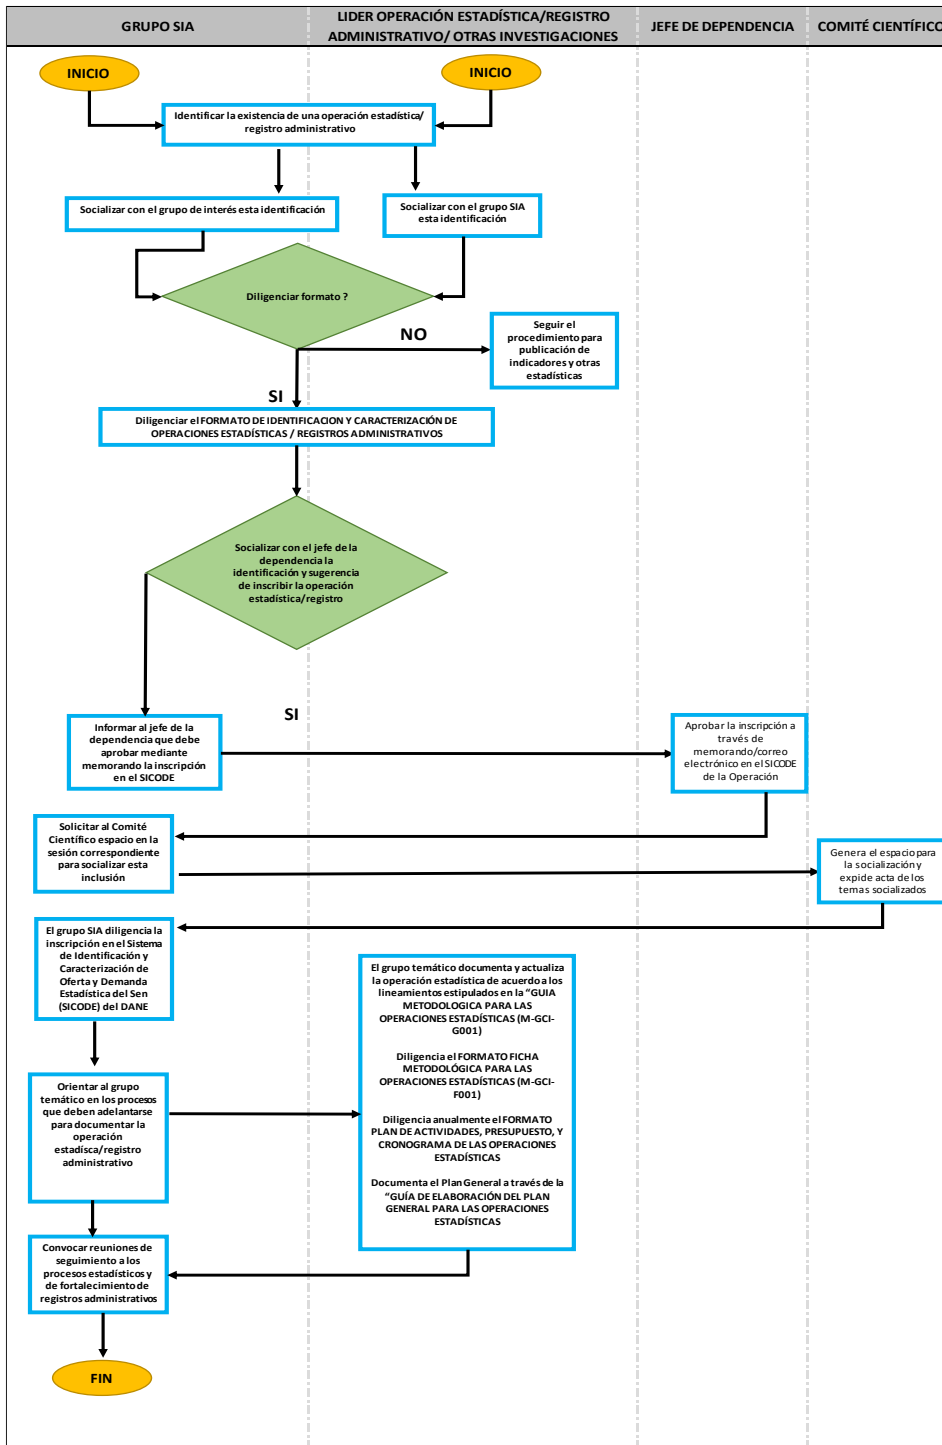 GRUPO SIA
LIDER OPERACIÓN ESTADÍSTICA/REGISTRO
ADMINISTRATIVO/ OTRAS INVESTIGACIONES
JEFE DE DEPENDENCIA
COMITÉ CIENTÍFICO
INICIO
INICIO
Identificar la existencia de una operación estadística/
registro administrativo
Socializar con el grupo de interés esta identificación
Socializar con el grupo SIA
esta identificación
Diligenciar formato ?
NO
Seguir el
procedimiento para
publicación de
indicadores y otras
estadísticas
SI
Diligenciar el FORMATO DE IDENTIFICACION Y CARACTERIZACIÓN DE
OPERACIONES ESTADÍSTICAS / REGISTROS ADMINISTRATIVOS
Socializar con el jefe de la
dependencia la
identificación y sugerencia
de inscribir la operación
estadística/registro
SI
Informar al jefe de la
dependencia que debe
aprobar mediante
memorando la inscripción
en el SICODE
Aprobar la inscripción a
través de
memorando/correo
electrónico en el SICODE
de la Operación
Solicitar al Comité
Científico espacio en la
sesión correspondiente
para socializar esta
inclusión
Genera el espacio para
la socialización y
expide acta de los
temas socializados
El grupo SIA diligencia la
inscripción en el Sistema
de Identificación y
Caracterización de
Oferta y Demanda
Estadística del Sen
(SICODE) del DANE
El grupo temático documenta y actualiza
la operación estadística de acuerdo a los
lineamientos estipulados en la “GUIA
METODOLOGICA PARA LAS
OPERACIONES ESTADÍSTICAS (M-GCI-
G001)
Diligencia el FORMATO FICHA
METODOLÓGICA PARA LAS
OPERACIONES ESTADÍSTICAS (M-GCI-
F001)
Diligencia anualmente el FORMATO
PLAN DE ACTIVIDADES, PRESUPUESTO, Y
CRONOGRAMA DE LAS OPERACIONES
ESTADÍSTICAS
Documenta el Plan General a través de la
“GUÍA DE ELABORACIÓN DEL PLAN
GENERAL PARA LAS OPERACIONES
ESTADÍSTICAS
Orientar al grupo
temático en los procesos
que deben adelantarse
para documentar la
operación
estadísca/registro
administrativo
Convocar reuniones de
seguimiento a los
procesos estadísticos y
de fortalecimiento de
registros administrativos
FIN